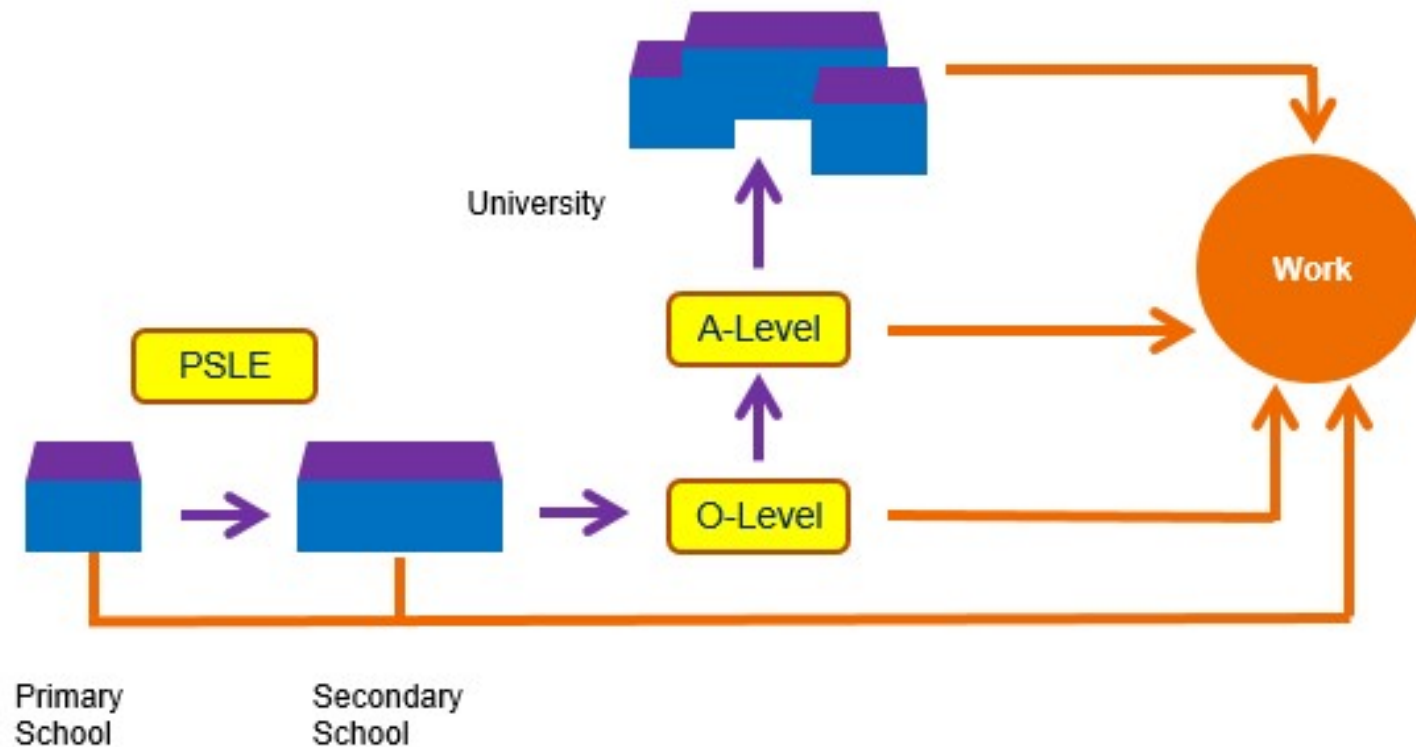 University
Work
A-Level
PSLE
O-Level
Primary
School
Secondary
School